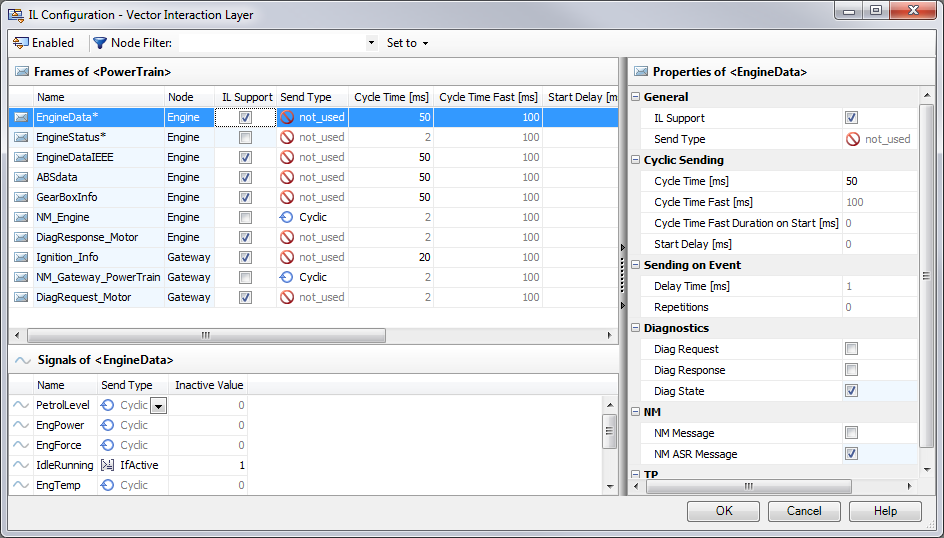 IL Configuration - Vector Interaction Layer
Enabled Node Filter: Set to
Frames of <PowerTrain>
Name Node IL Support Send Type Cycle Time [ms] Cycle Time Fast [ms] Start Delay [m
EngineData* Engine not_used 50 100
EngineStatus* Engine not_used 2 100
EngineDataIEEE Engine not_used 50 100
ABSdata Engine not_used 50 100
GearBoxInfo Engine not_used 50 100
NM_Engine Engine Cyclic 2 100
DiagResponse_Motor Engine not_used 2 100
Ignition_Info Gateway not_used 20 100
NM_Gateway_PowerTrain Gateway Cyclic 2 100
DiagRequest_Motor Gateway not_used 2 100
Signals of <EngineData>
Name Send Type Inactive Value
PetrolLevel Cyclic 0
EngPower Cyclic 0
EngForce Cyclic 0
IdleRunning IfActive 1
EngTemp Cyclic 0
Properties of <EngineData>
General
IL Support
Send Type not_used
Cyclic Sending
Cycle Time [ms] 50
Cycle Time Fast [ms] 100
Cycle Time Fast Duration on Start [ms] 0
Start Delay [ms] 0
Sending on Event
Delay Time [ms] 1
Repetitions 0
Diagnostics
Diag Request
Diag Response
Diag State
NM
NM Message
NM ASR Message
TP
OK Cancel Help